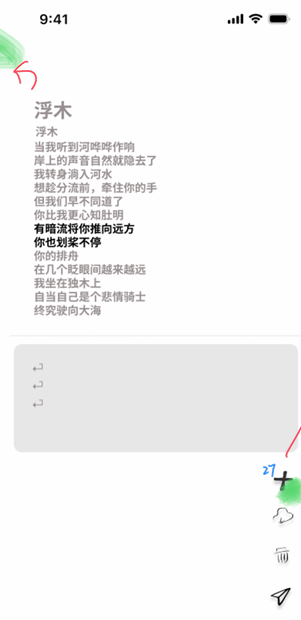 9:41
浮木
浮木
当我听到河哗哗作响
岸上的声音自然就隐去了
我转身淌入河水
想趁分流前，牵住你的手
但我们早不同道了
你比我更心知肚明
有暗流将你推向远方
你也划桨不停
你的排舟
在几个眨眼间越来越远
我坐在独木上
自当自己是个悲情骑士
终究驶向大海
27